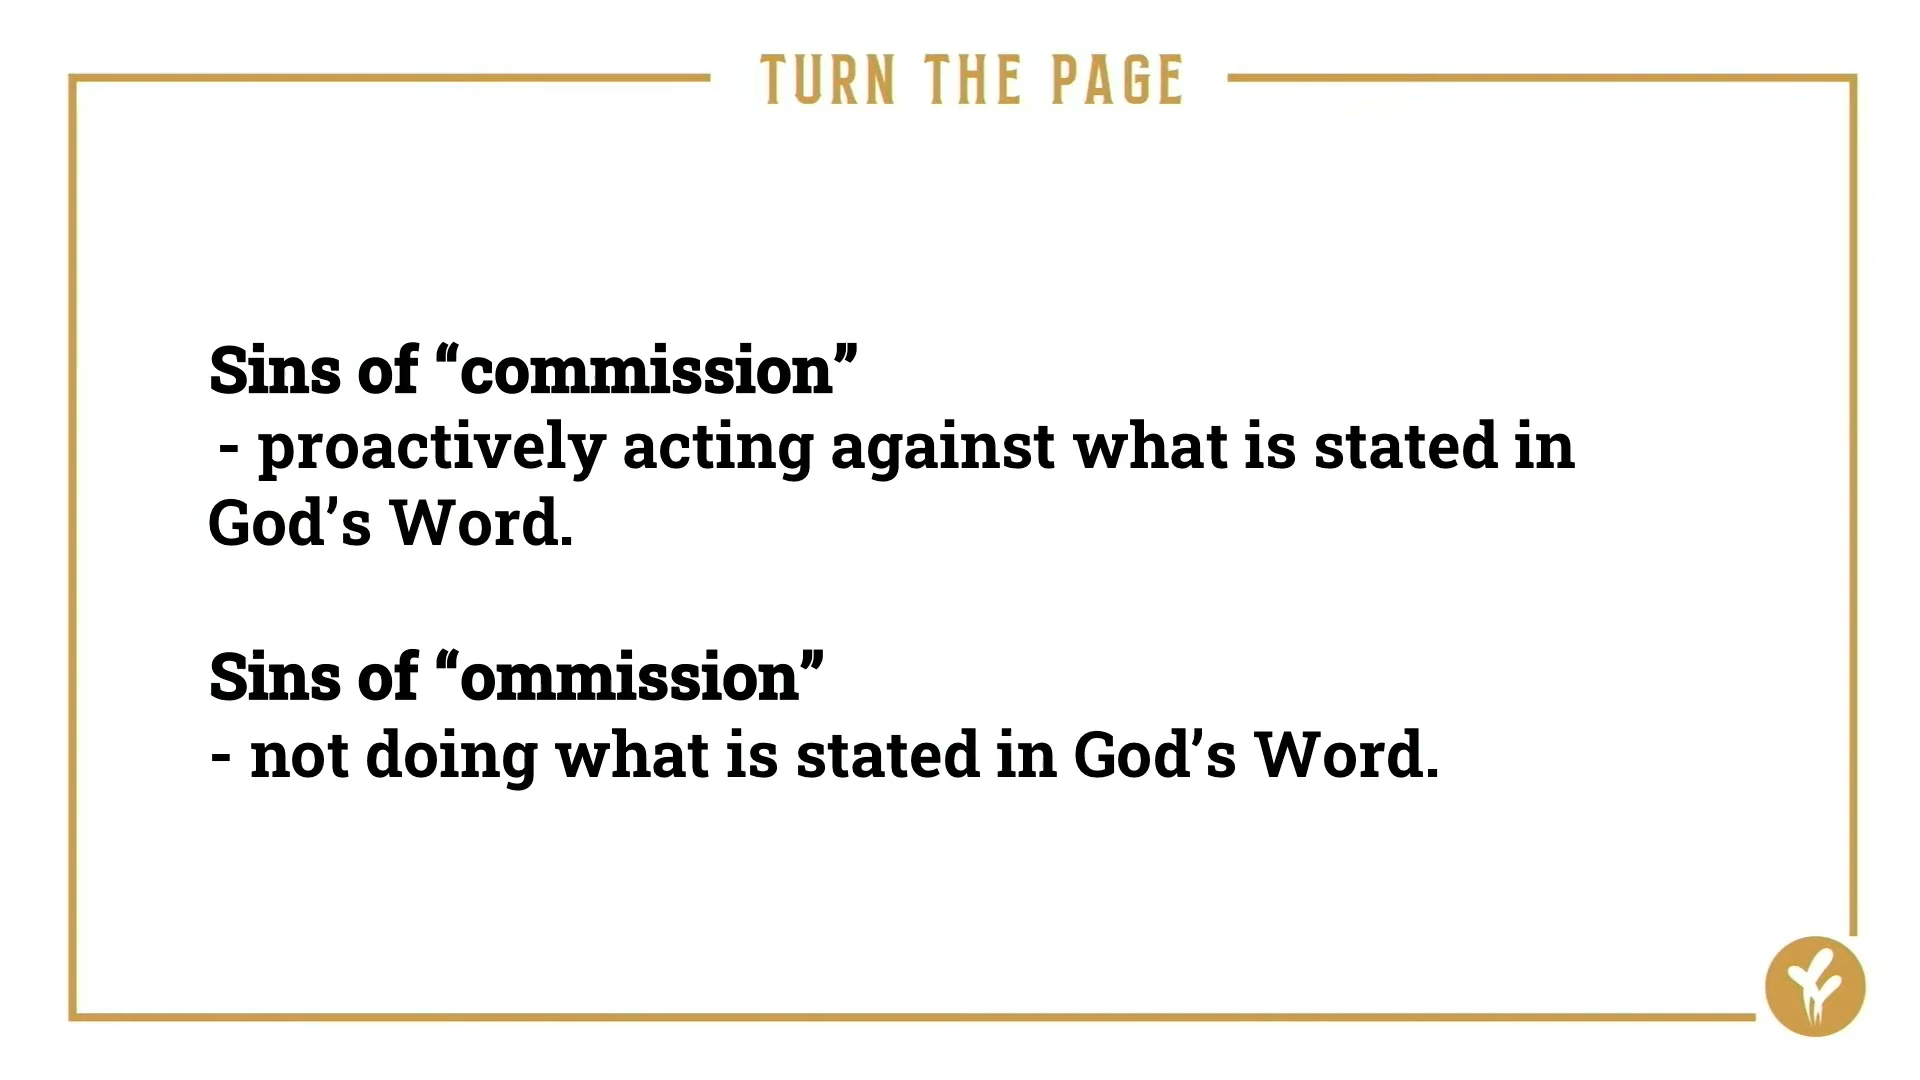 TURN THE PAGE
Sins of “commission”
- proactively acting against what is stated in
God’s Word.
Sins of “ommission”
- not doing what is stated in God’s Word.